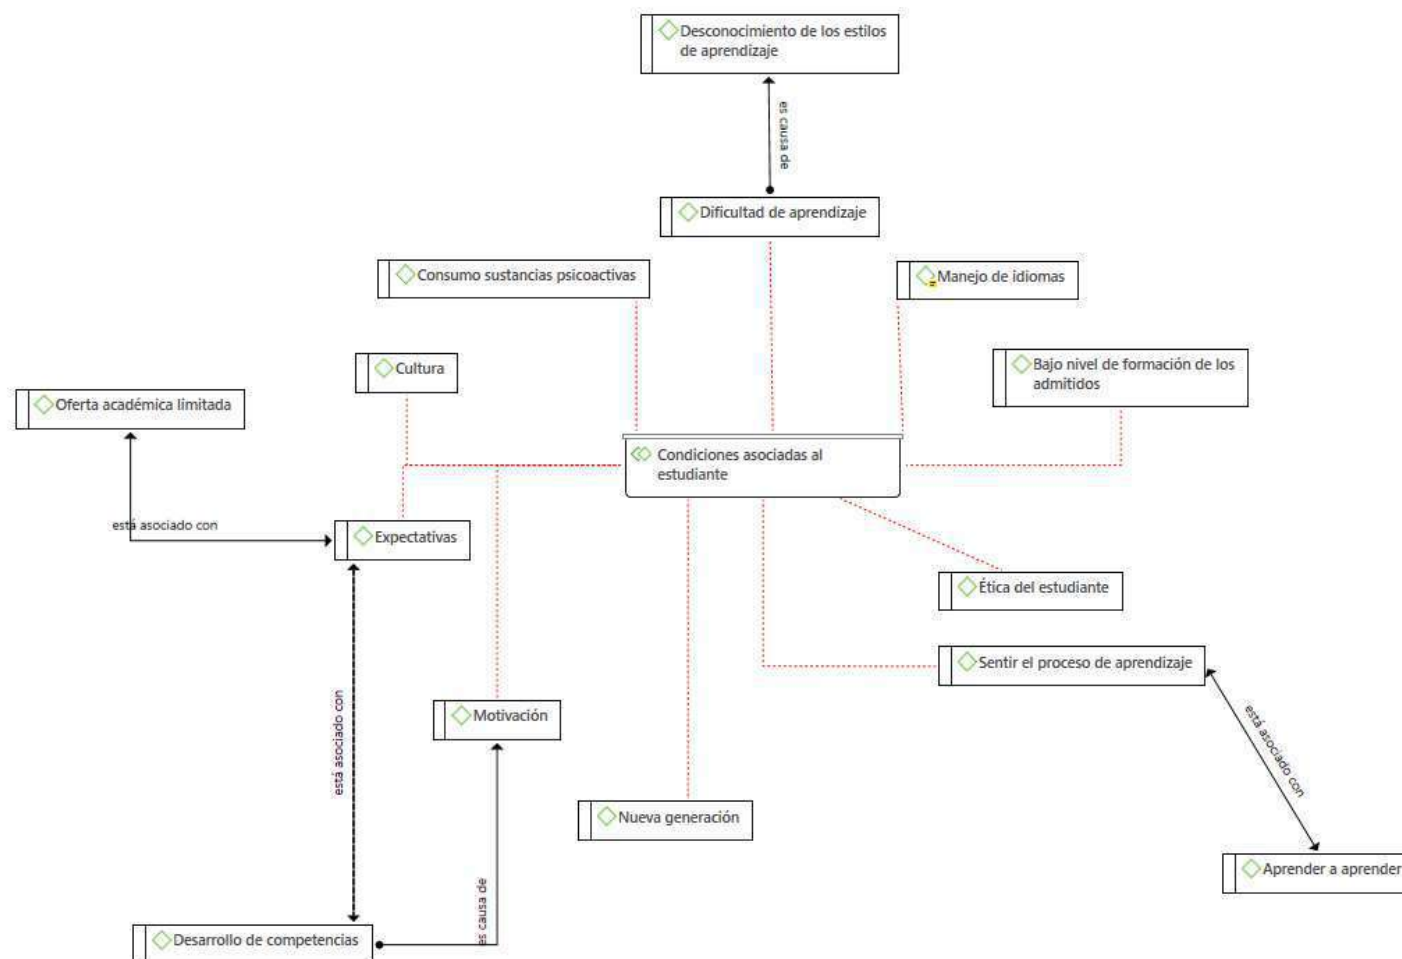 Desconocimiento de los estilos
de aprendizaje
es causa de
Dificultad de aprendizaje
Consumo sustancias psicoactivas
Manejo de idiomas
Cultura
Bajo nivel de formación de los
admitidos
Oferta académica limitada
Condiciones asociadas al
estudiante
está asociado con
Expectativas
Ética del estudiante
Sentir el proceso de aprendizaje
está asociado con
Motivación
está asociado con
Nueva generación
Aprender a aprender
es causa de
Desarrollo de competencias